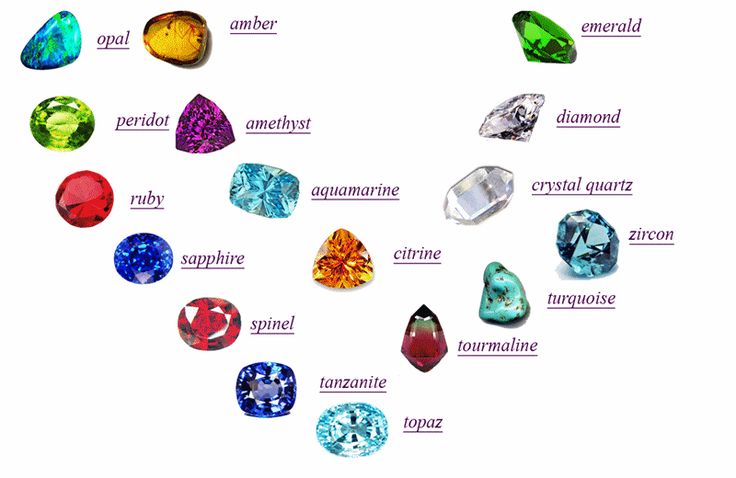 opal
amber
emerald
peridot
amethyst
diamond
ruby
aquamarine
crystal quartz
sapphire
citrine
zircon
spinel
turquoise
tourmaline
tanzanite
topaz